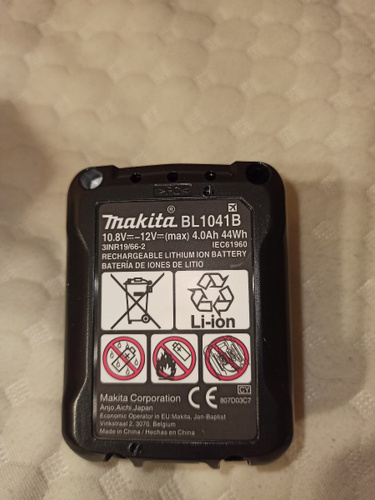 makita® BL1041B
10.8V⎓-12V⎓(max) 4.0Ah 44Wh
3INR19/66-2 IEC61960
RECHARGEABLE LITHIUM ION BATTERY
BATERÍA DE IONES DE LITIO
Li-ion
CY
Makita Corporation CE 807D03C7
Anjo,Aichi,Japan
Economic Operator in EU:Makita, Jan-Baptist
Vinkstraat 2, 3070, Belgium
Made in China / Hechas en China